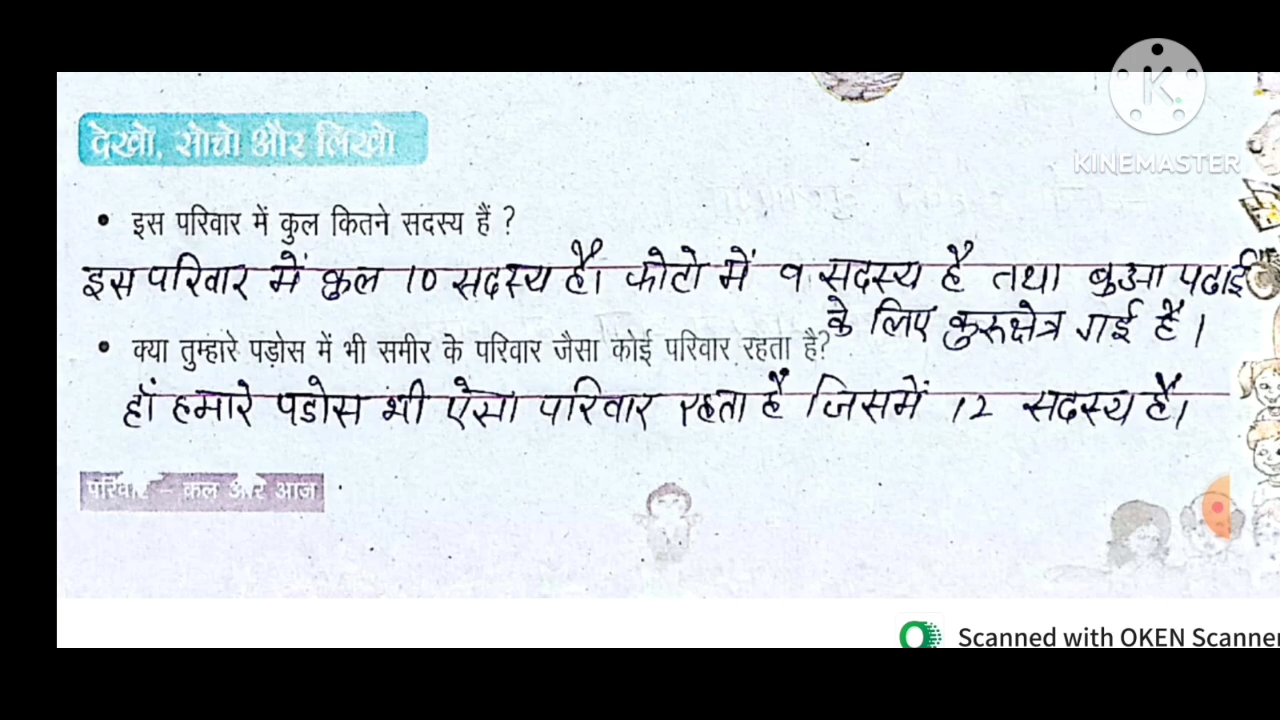 KINEMASTER
देखो, सोचो और लिखो
• इस परिवार में कुल कितने सदस्य हैं ?
इस परिवार में कुल 10 सदस्य हैं। फोटो में 9 सदस्य है तथा बुआ पढाई
के लिए कुरुक्षेत्र गई है।
• क्या तुम्हारे पड़ोस में भी समीर के परिवार जैसा कोई परिवार रहता है?
हाँ हमारे पडोस भी ऐसा परिवार रहता है जिसमें 12 सदस्य है।
परिवार – कल और आज
Scanned with OKEN Scanner